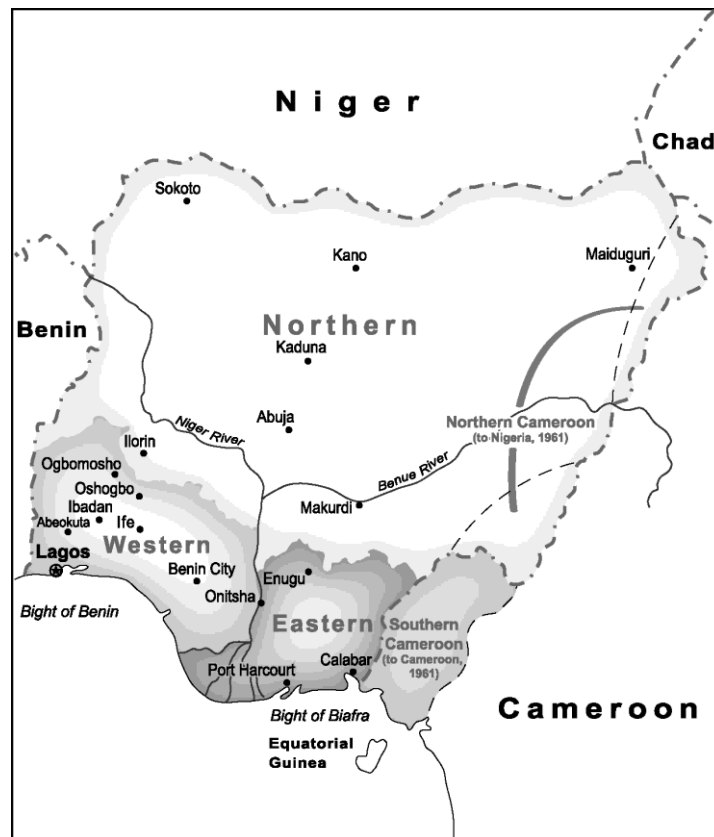 Niger
Chad
Sokoto
Kano
Maiduguri
Benin
Northern
Kaduna
Niger River
Abuja
Northern Cameroon
(to Nigeria, 1961)
Ilorin
Ogbomosho
Benue River
Oshogbo
Makurdi
Ibadan
Abeokuta
Ife
Western
Lagos
Benin City
Enugu
Onitsha
Bight of Benin
Eastern
Southern
Cameroon
(to Cameroon,
1961)
Port Harcourt
Calabar
Bight of Biafra
Cameroon
Equatorial
Guinea